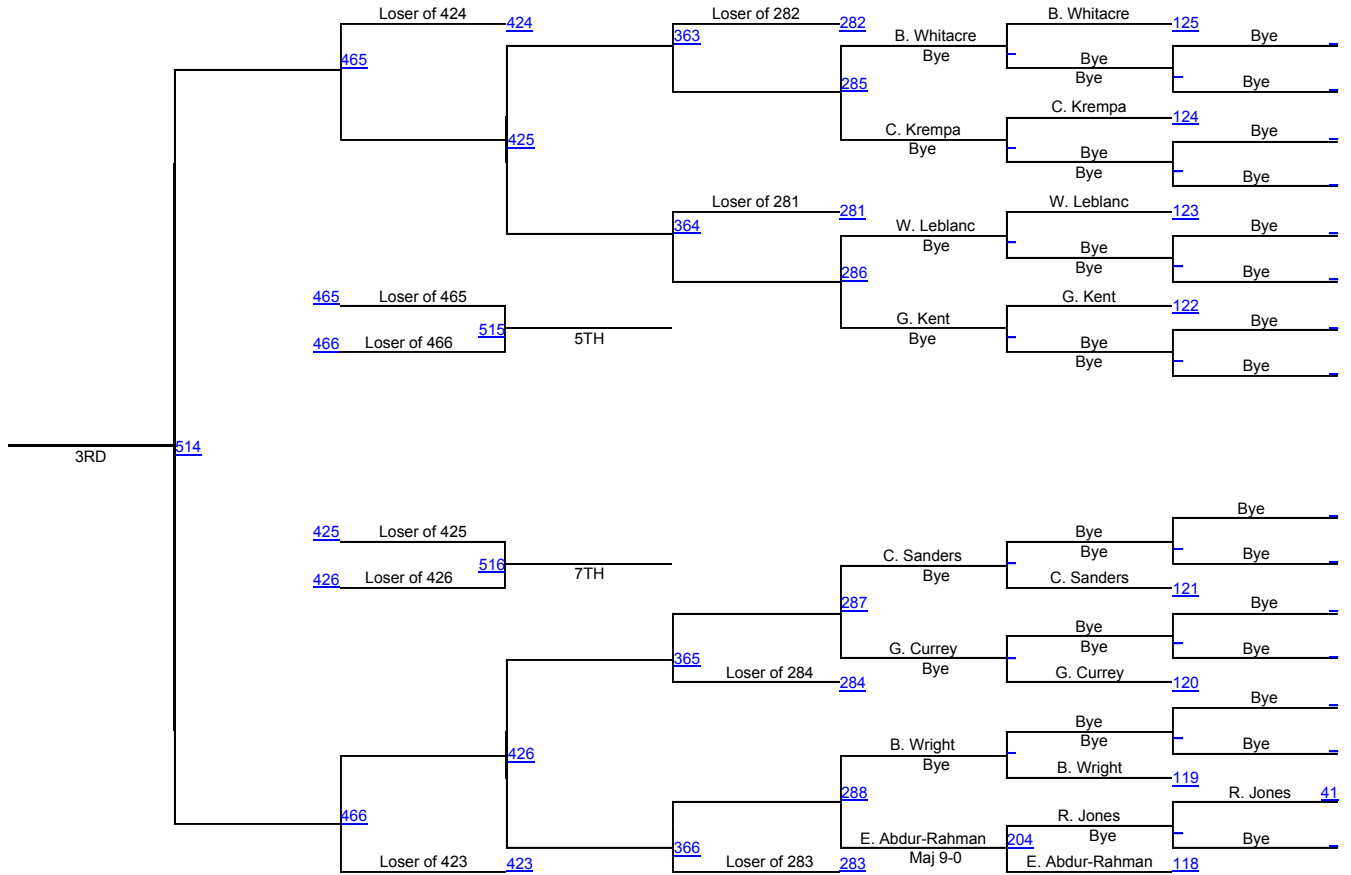 Loser of 424 424 Loser of 282 282 B. Whitacre 125
363 B. Whitacre Bye
465 Bye Bye
285 Bye Bye
C. Krempa 124
425 C. Krempa Bye
Bye Bye
Bye Bye
Loser of 281 281 W. Leblanc 123
364 W. Leblanc Bye
Bye Bye
286 Bye Bye
465 Loser of 465 G. Kent 122
515 5TH G. Kent Bye
466 Loser of 466 Bye Bye
Bye Bye
514
3RD
Bye
425 Loser of 425 Bye
516 7TH C. Sanders Bye Bye
426 Loser of 426 Bye C. Sanders 121
287 Bye
Bye
365 G. Currey Bye Bye
Loser of 284 284 Bye G. Currey 120
Bye
Bye
426 B. Wright Bye Bye
Bye B. Wright 119
288 R. Jones 41
466 R. Jones
366 E. Abdur-Rahman 204 Bye Bye
Loser of 423 423 Loser of 283 283 Maj 9-0 E. Abdur-Rahman 118